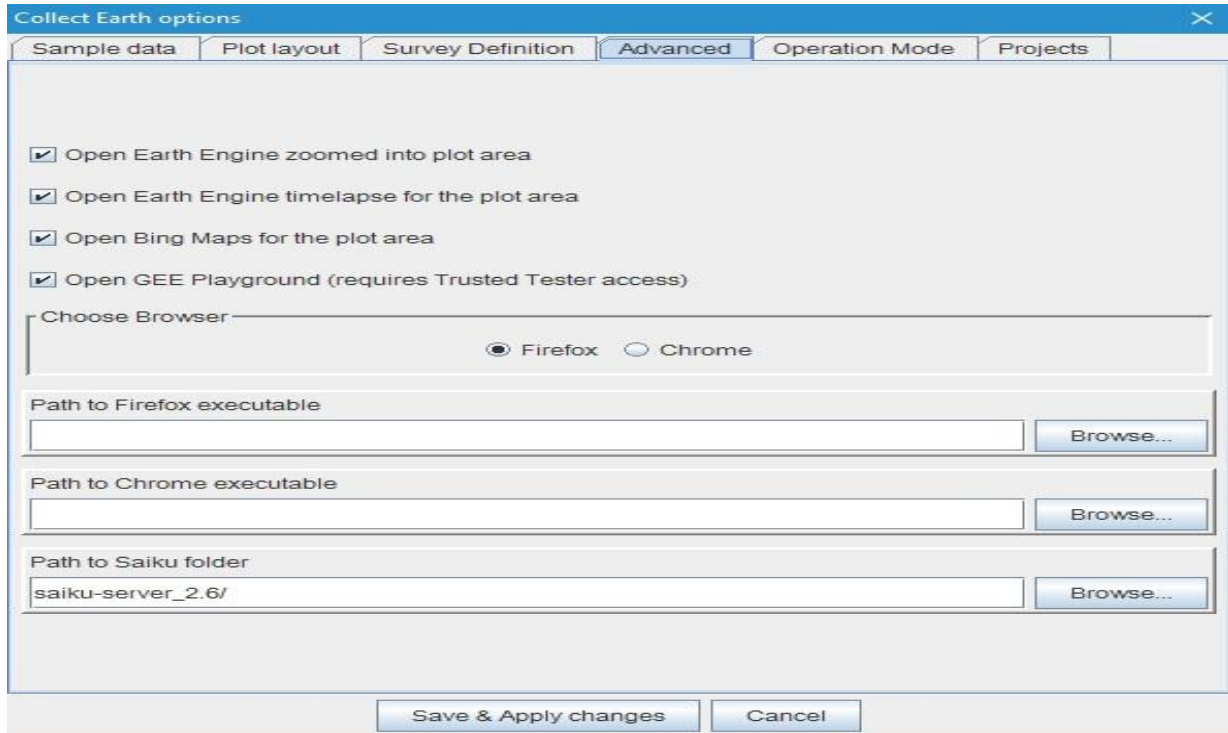 Collect Earth options
Sample data Plot layout Survey Definition Advanced Operation Mode Projects
Open Earth Engine zoomed into plot area
Open Earth Engine timelapse for the plot area
Open Bing Maps for the plot area
Open GEE Playground (requires Trusted Tester access)
Choose Browser
Firefox Chrome
Path to Firefox executable
Browse...
Path to Chrome executable
Browse...
Path to Saiku folder
saiku-server_2.6/ Browse...
Save & Apply changes Cancel